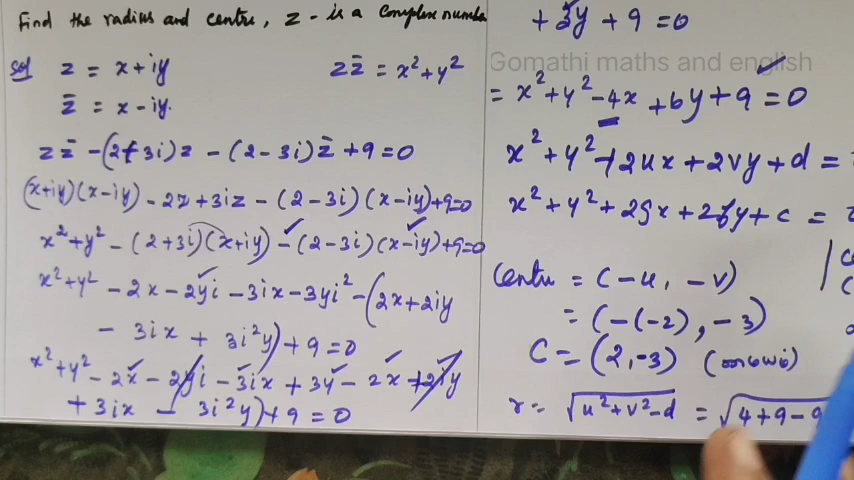 Find the radius and centre, z - is a complex number
Sol z = x + iy    z z̄ = x² + y²
z̄ = x - iy.
z z̄ - (2+3i) z - (2 - 3i) z̄ + 9 = 0
(x+iy)(x-iy) - 2z + 3iz - (2-3i)(x-iy)+9=0
x² + y² - (2+3i)(x+iy) - (2-3i)(x-iy)+9=0
x² + y² - 2x - 2yi - 3ix - 3yi² - (2x + 2iy
- 3ix + 3i²y) + 9 = 0
x² + y² - 2x - 2yi - 3ix + 3y - 2x + 2iy
+ 3ix - 3i²y) + 9 = 0
+ 3y + 9 = 0
Gomathi maths and english
= x² + y² - 4x + 6y + 9 = 0
x² + y² + 2ux + 2vy + d =
x² + y² + 2gx + 2fy + c =
Centre = (-u, -v)
= (-(-2), -3)
C = (2, -3)
r = √u² + v² - d = √4 + 9 - 9